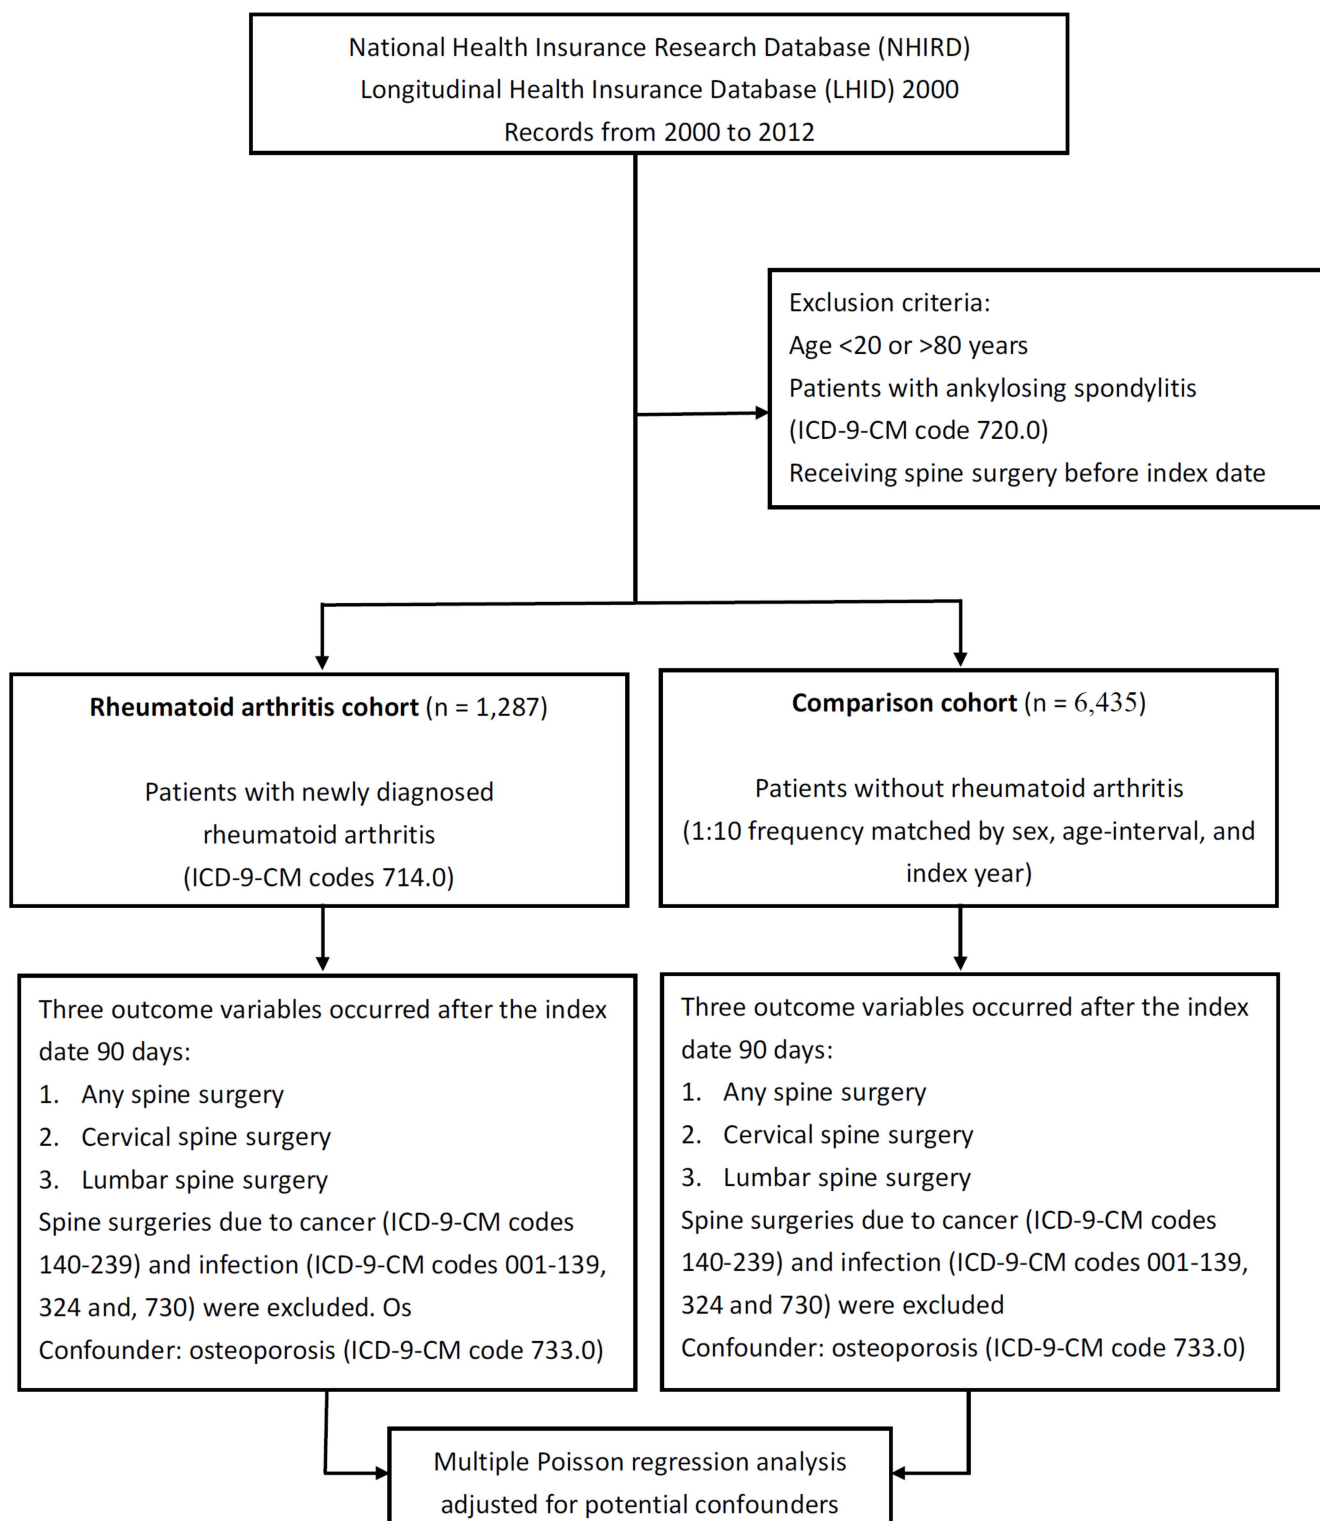 National Health Insurance Research Database (NHIRD)
Longitudinal Health Insurance Database (LHID) 2000
Records from 2000 to 2012
Exclusion criteria:
Age <20 or >80 years
Patients with ankylosing spondylitis
(ICD-9-CM code 720.0)
Receiving spine surgery before index date
Rheumatoid arthritis cohort (n = 1,287)
Patients with newly diagnosed
rheumatoid arthritis
(ICD-9-CM codes 714.0)
Comparison cohort (n = 6,435)
Patients without rheumatoid arthritis
(1:10 frequency matched by sex, age-interval, and
index year)
Three outcome variables occurred after the index
date 90 days:
1. Any spine surgery
2. Cervical spine surgery
3. Lumbar spine surgery
Spine surgeries due to cancer (ICD-9-CM codes
140-239) and infection (ICD-9-CM codes 001-139,
324 and, 730) were excluded. Os
Confounder: osteoporosis (ICD-9-CM code 733.0)
Three outcome variables occurred after the index
date 90 days:
1. Any spine surgery
2. Cervical spine surgery
3. Lumbar spine surgery
Spine surgeries due to cancer (ICD-9-CM codes
140-239) and infection (ICD-9-CM codes 001-139,
324 and 730) were excluded
Confounder: osteoporosis (ICD-9-CM code 733.0)
Multiple Poisson regression analysis
adjusted for potential confounders